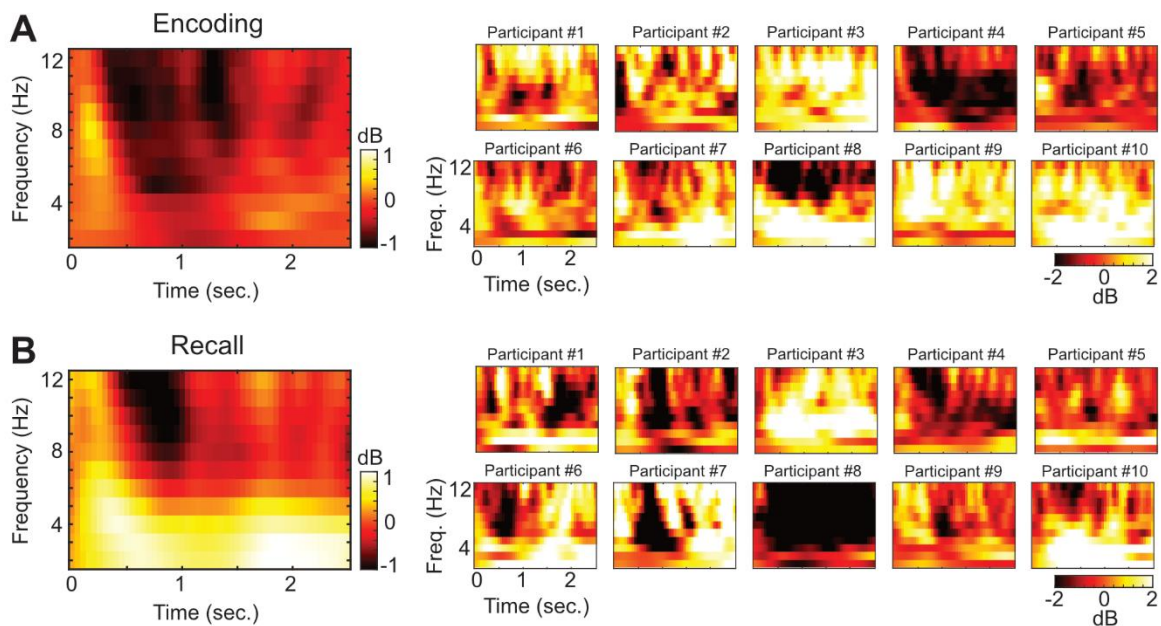 A
Encoding
Frequency (Hz)
12
8
4
0
1
2
Time (sec.)
dB
1
0
-1
Participant #1
Participant #2
Participant #3
Participant #4
Participant #5
Participant #6
Participant #7
Participant #8
Participant #9
Participant #10
Freq. (Hz)
12
4
0
1
2
Time (sec.)
-2
0
2
dB
B
Recall
Frequency (Hz)
12
8
4
0
1
2
Time (sec.)
dB
1
0
-1
Participant #1
Participant #2
Participant #3
Participant #4
Participant #5
Participant #6
Participant #7
Participant #8
Participant #9
Participant #10
Freq. (Hz)
12
4
0
1
2
Time (sec.)
-2
0
2
dB